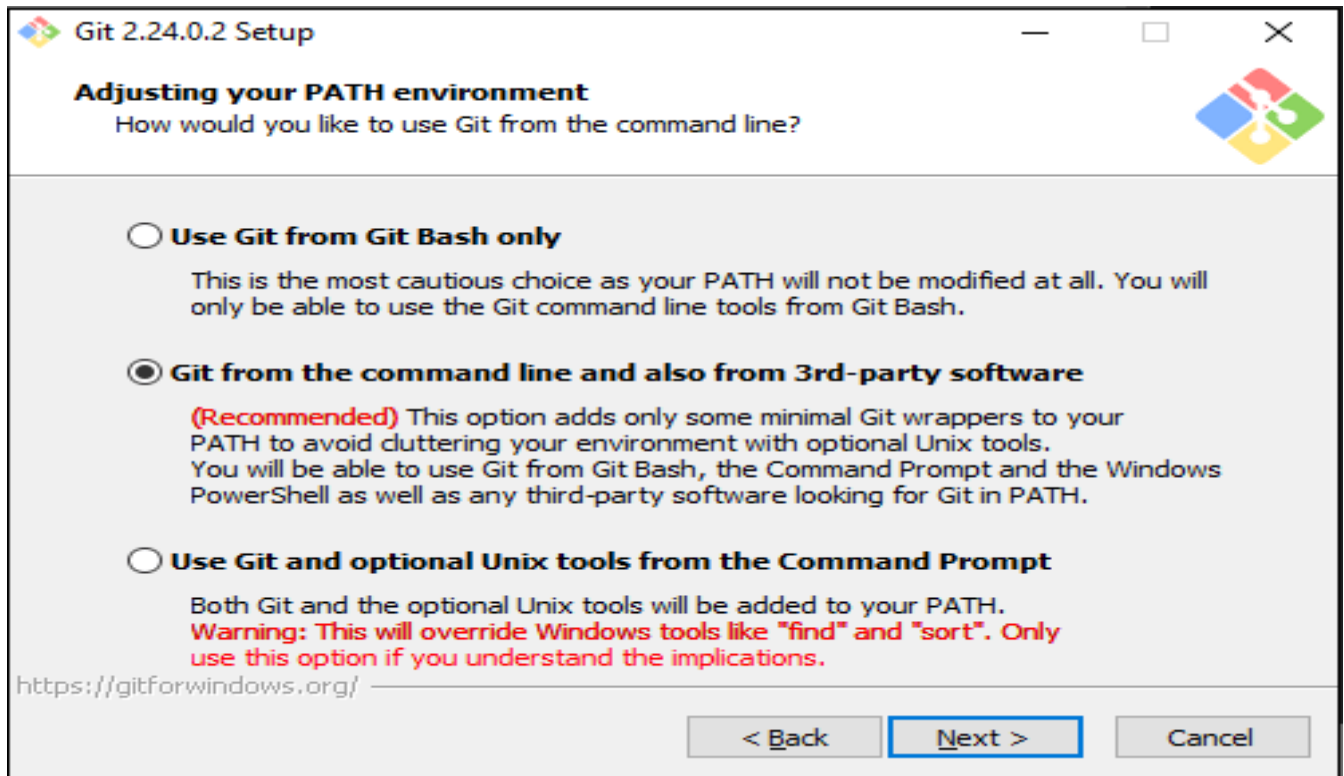 Git 2.24.0.2 Setup
Adjusting your PATH environment
How would you like to use Git from the command line?
Use Git from Git Bash only
This is the most cautious choice as your PATH will not be modified at all. You will
only be able to use the Git command line tools from Git Bash.
Git from the command line and also from 3rd-party software
(Recommended) This option adds only some minimal Git wrappers to your
PATH to avoid cluttering your environment with optional Unix tools.
You will be able to use Git from Git Bash, the Command Prompt and the Windows
PowerShell as well as any third-party software looking for Git in PATH.
Use Git and optional Unix tools from the Command Prompt
Both Git and the optional Unix tools will be added to your PATH.
Warning: This will override Windows tools like "find" and "sort". Only
use this option if you understand the implications.
https://gitforwindows.org/
< Back Next > Cancel